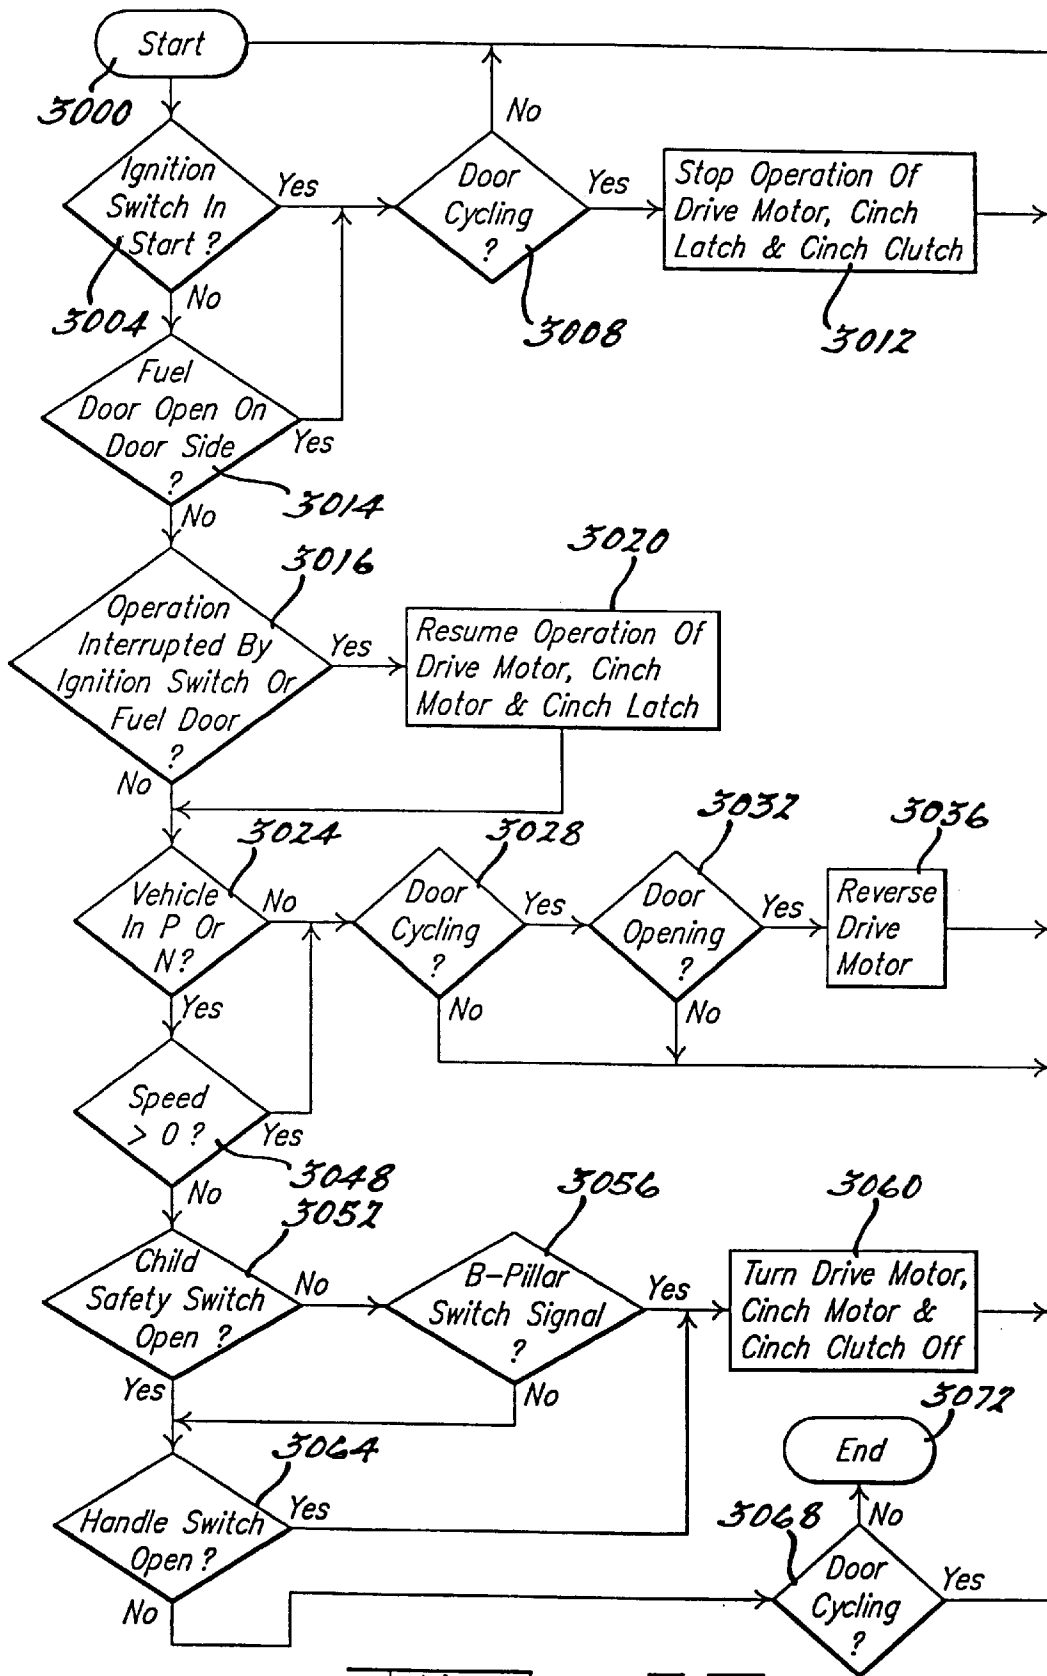 Start
3000
No
Ignition
Switch In
Start ?
Yes
Door
Cycling
?
Yes
Stop Operation Of
Drive Motor, Cinch
Latch & Cinch Clutch
3004
No
3008
3012
Fuel
Door Open On
Door Side
?
Yes
3014
No
3016
3020
Operation
Interrupted By
Ignition Switch Or
Fuel Door
?
Yes
Resume Operation Of
Drive Motor, Cinch
Motor & Cinch Latch
No
3024
3028
3032
3036
Vehicle
In P Or
N?
No
Door
Cycling
?
Yes
Door
Opening
?
Yes
Reverse
Drive
Motor
Yes
No
No
Speed
> 0 ?
Yes
3048
No
3052
3056
3060
Child
Safety Switch
Open ?
No
B-Pillar
Switch Signal
?
Yes
Turn Drive Motor,
Cinch Motor &
Cinch Clutch Off
Yes
No
3072
End
3064
Handle Switch
Open ?
Yes
No
3068
No
Door
Cycling
?
Yes